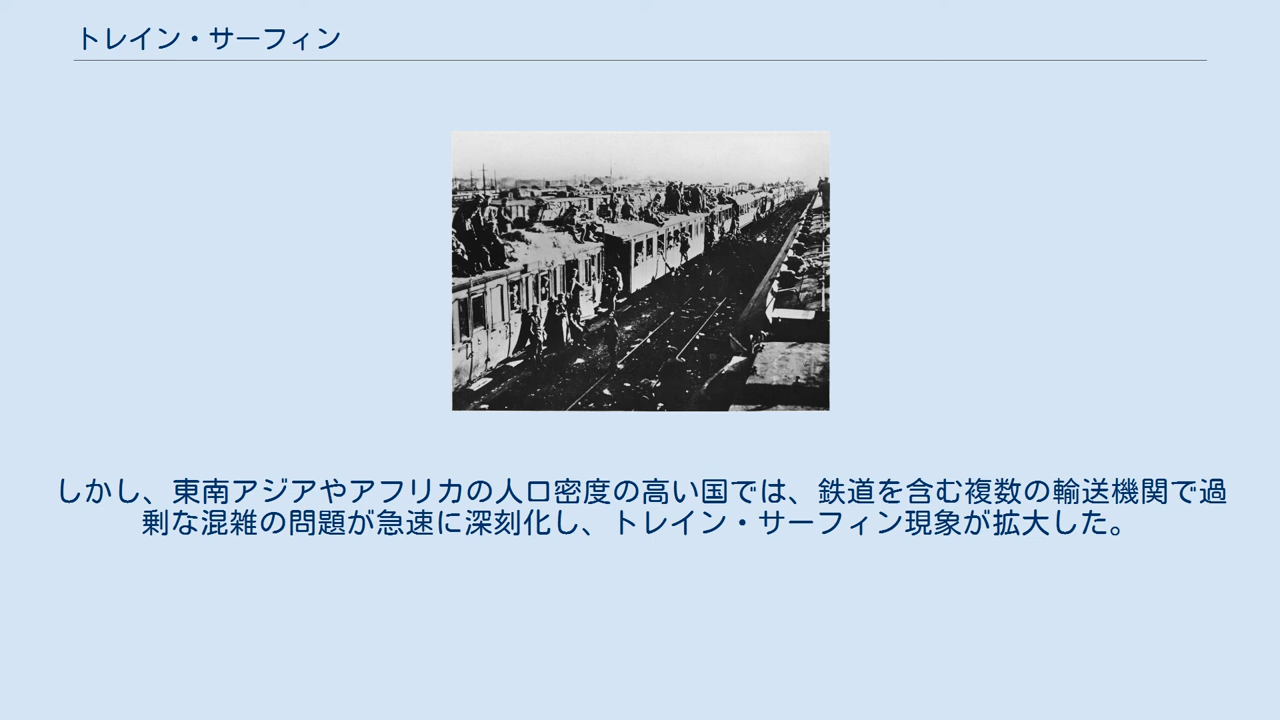 トレイン・サーフィン
しかし、東南アジアやアフリカの人口密度の高い国では、鉄道を含む複数の輸送機関で過
剰な混雑の問題が急速に深刻化し、トレイン・サーフィン現象が拡大した。